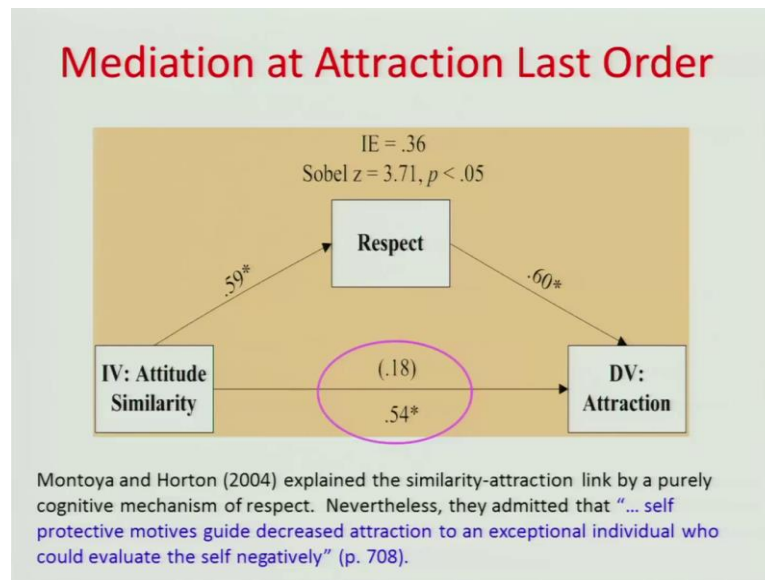 Mediation at Attraction Last Order
IE = .36
Sobel z = 3.71, p < .05
Respect
.59*
.60*
IV: Attitude
Similarity
(.18)
.54*
DV:
Attraction
Montoya and Horton (2004) explained the similarity-attraction link by a purely
cognitive mechanism of respect.  Nevertheless, they admitted that “… self
protective motives guide decreased attraction to an exceptional individual who
could evaluate the self negatively” (p. 708).